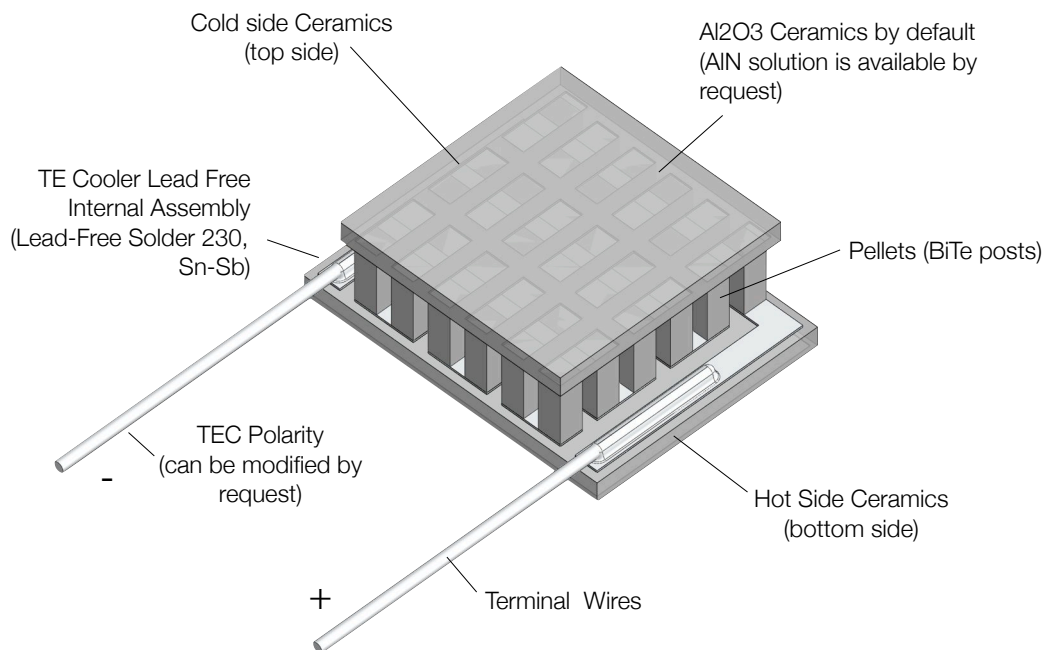 Cold side Ceramics
(top side)
Al2O3 Ceramics by default
(AlN solution is available by
request)
TE Cooler Lead Free
Internal Assembly
(Lead-Free Solder 230,
Sn-Sb)
Pellets (BiTe posts)
TEC Polarity
(can be modified by
request)
-
Hot Side Ceramics
(bottom side)
+
Terminal Wires